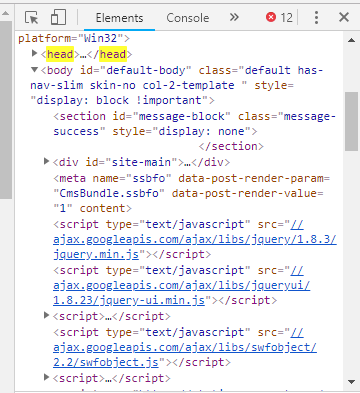 Elements
»
12
platform="Win32">
<head>…</head>
<body id="default-body" class="default has-
nav-slim skin-no col-2-template " style=
"display: block !important">
<section id="message-block" class="message-
success" style="display: none">
</section>
<div id="site-main">…</div>
<meta name="ssbfo" data-post-render-param=
"CmsBundle.ssbfo" data-post-render-value=
"1" content>
<script type="text/javascript" src="//
ajax.googleapis.com/ajax/libs/jquery/1.8.3/
jquery.min.js"></script>
<script type="text/javascript" src="//
ajax.googleapis.com/ajax/libs/jqueryui/
1.8.23/jquery-ui.min.js"></script>
<script>…</script>
<script type="text/javascript" src="//
ajax.googleapis.com/ajax/libs/swfobject/
2.2/swfobject.js"></script>
<script>…</script>